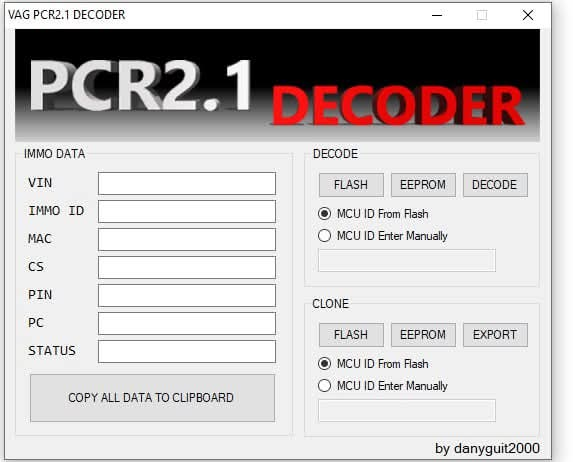 VAG PCR2.1 DECODER
PCR2.1 DECODER
IMMO DATA
VIN
IMMO ID
MAC
CS
PIN
PC
STATUS
COPY ALL DATA TO CLIPBOARD
DECODE
FLASH EEPROM DECODE
MCU ID From Flash
MCU ID Enter Manually
CLONE
FLASH EEPROM EXPORT
MCU ID From Flash
MCU ID Enter Manually
by danyguit2000